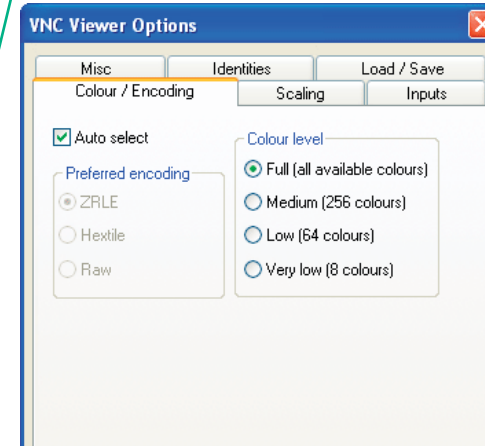 VNC Viewer Options
Misc
Identities
Load / Save
Colour / Encoding
Scaling
Inputs
Auto select
Preferred encoding
ZRLE
Hextile
Raw
Colour level
Full (all available colours)
Medium (256 colours)
Low (64 colours)
Very low (8 colours)